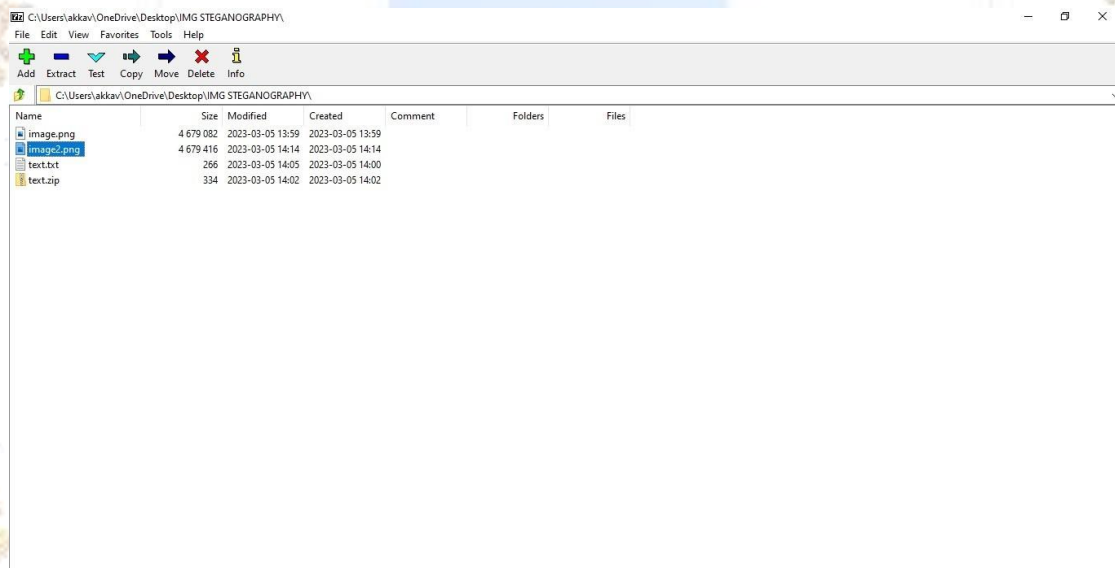 7z C:\Users\akkav\OneDrive\Desktop\IMG STEGANOGRAPHY\
File Edit View Favorites Tools Help
Add Extract Test Copy Move Delete Info
C:\Users\akkav\OneDrive\Desktop\IMG STEGANOGRAPHY\
Name Size Modified Created Comment Folders Files
image.png 4 679 082 2023-03-05 13:59 2023-03-05 13:59
image2.png 4 679 416 2023-03-05 14:14 2023-03-05 14:14
text.txt 266 2023-03-05 14:05 2023-03-05 14:00
text.zip 334 2023-03-05 14:02 2023-03-05 14:02